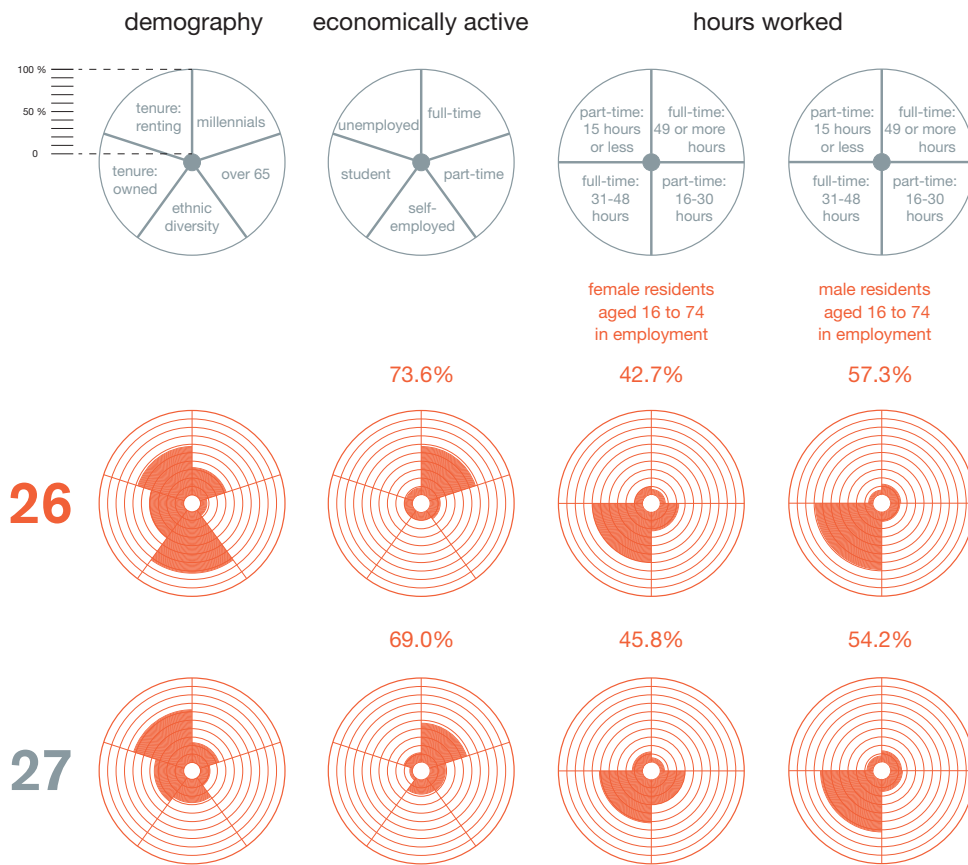 demography
economically active
hours worked
100 %
50 %
0
tenure:
renting
millennials
tenure:
owned
over 65
ethnic
diversity
unemployed
full-time
student
part-time
self-
employed
part-time:
15 hours
or less
full-time:
49 or more
hours
full-time:
31-48
hours
part-time:
16-30
hours
part-time:
15 hours
or less
full-time:
49 or more
hours
full-time:
31-48
hours
part-time:
16-30
hours
female residents
aged 16 to 74
in employment
male residents
aged 16 to 74
in employment
73.6%
42.7%
57.3%
26
69.0%
45.8%
54.2%
27